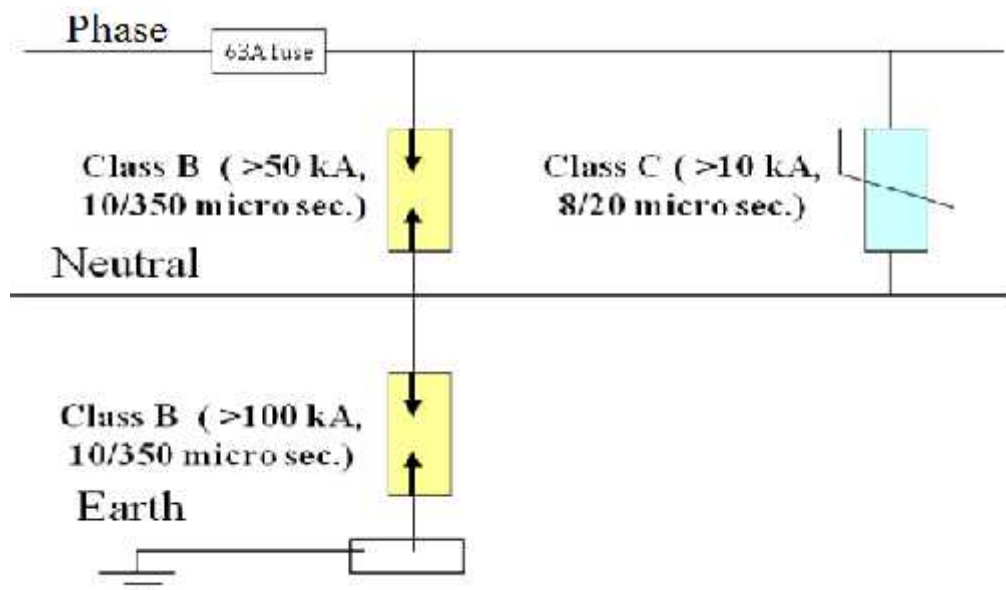 Phase
63A fuse
Class B ( >50 kA,
10/350 micro sec.)
Class C ( >10 kA,
8/20 micro sec.)
Neutral
Class B ( >100 kA,
10/350 micro sec.)
Earth